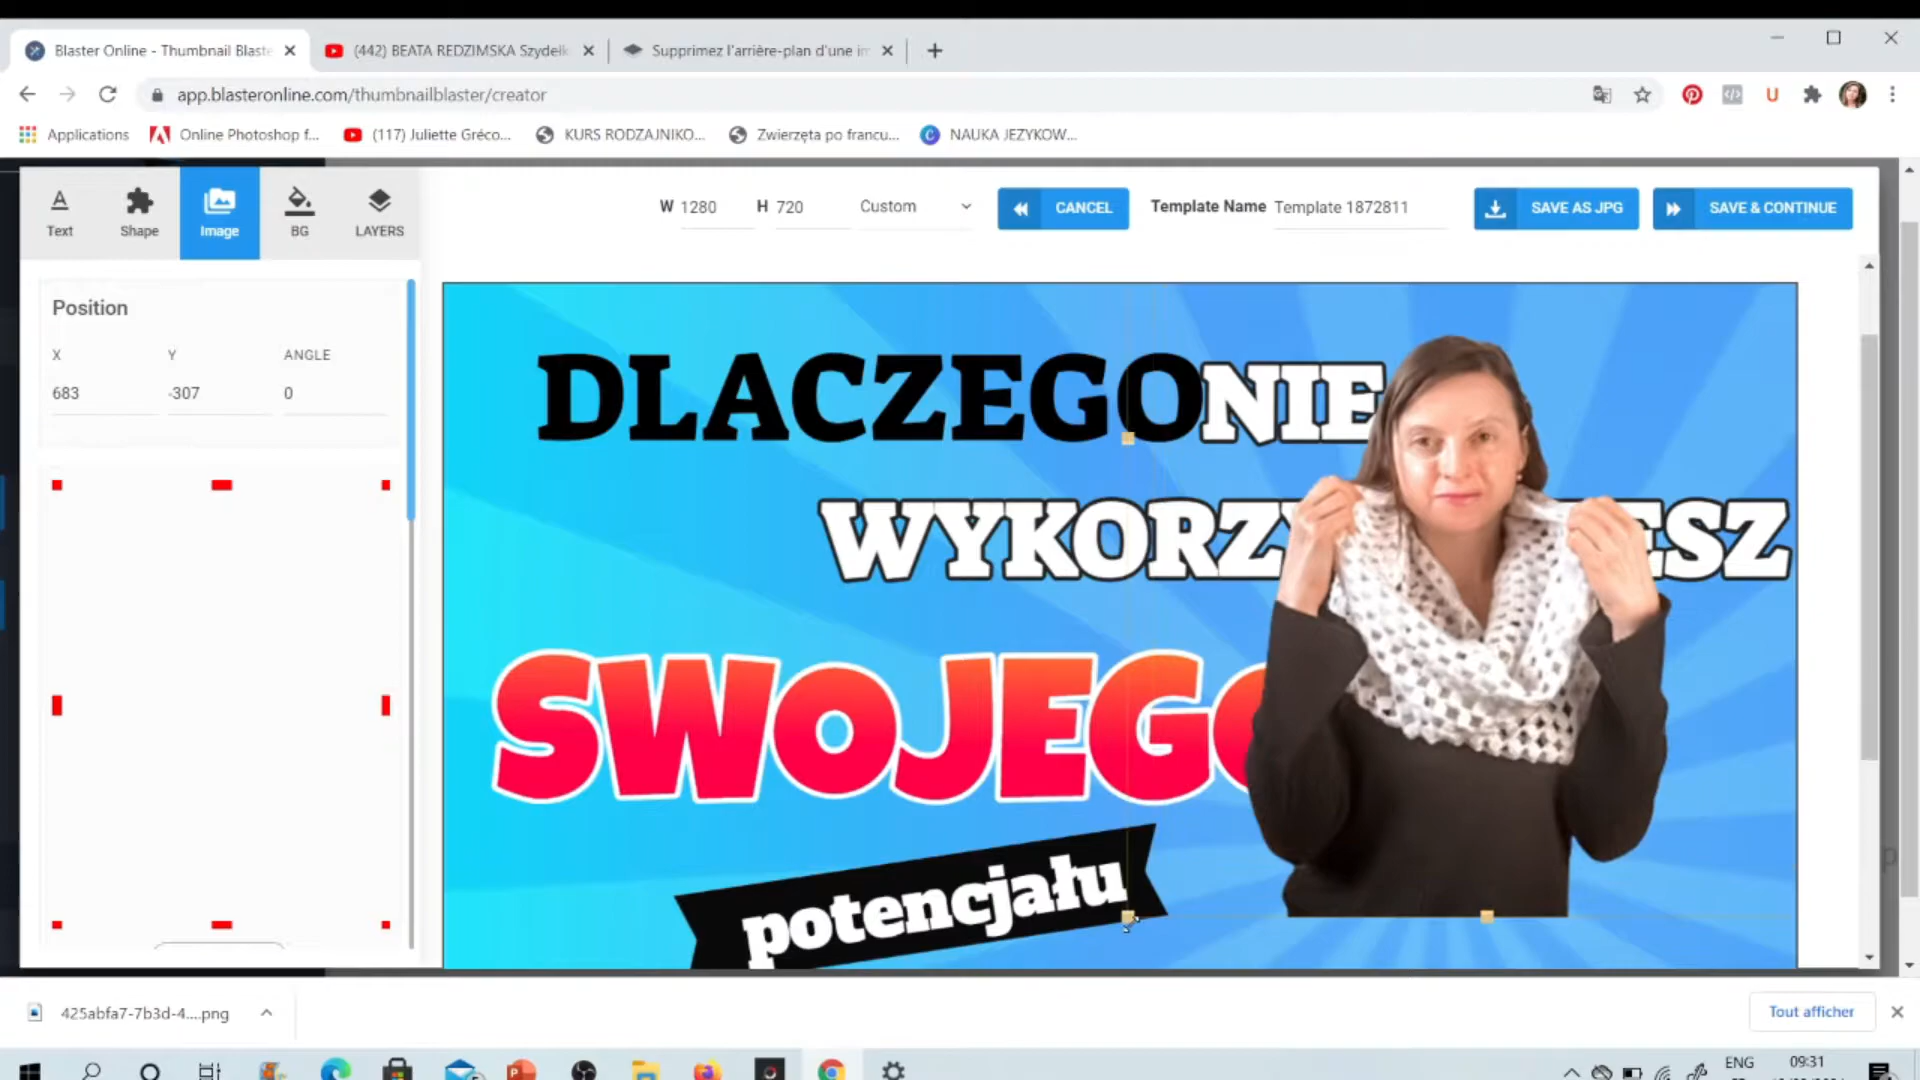 Blaster Online - Thumbnail Blaste
(442) BEATA REDZIMSKA Szydełk
Supprimez l'arrière-plan d'une im
app.blasteronline.com/thumbnailblaster/creator
Applications
Online Photoshop f...
(117) Juliette Gréco...
KURS RODZAJNIKO...
Zwierzęta po francu...
NAUKA JEZYKOW...
Text
Shape
Image
BG
LAYERS
W 1280
H 720
Custom
CANCEL
Template Name Template 1872811
SAVE AS JPG
SAVE & CONTINUE
Position
X
Y
ANGLE
683
-307
0
DLACZEGO NIE
WYKORZ ESZ
SWOJEGO
potencjału
425abfa7-7b3d-4....png
Tout afficher
ENG
09:31